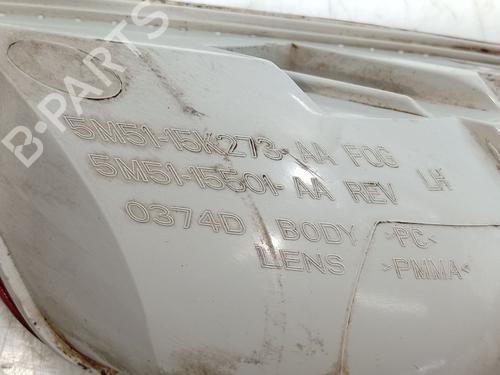 B-PARTS
5M51-15K273-AA FOG
5M51-15501-AA REV LH
0374D BODY >PC<
LENS >PMMA<